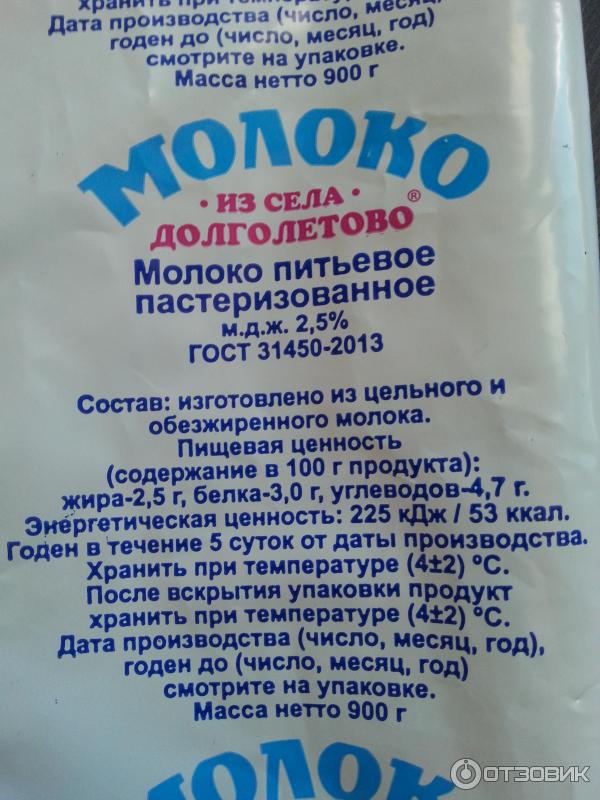 хранить при температуре
Дата производства (число, месяц,
годен до (число, месяц, год)
смотрите на упаковке.
Масса нетто 900 г
МОЛОКО
· ИЗ СЕЛА · ®
ДОЛГОЛЕТОВО
Молоко питьевое
пастеризованное
м.д.ж. 2,5%
ГОСТ 31450-2013
Состав: изготовлено из цельного и
обезжиренного молока.
Пищевая ценность
(содержание в 100 г продукта):
жира-2,5 г, белка-3,0 г, углеводов-4,7 г.
Энергетическая ценность: 225 кДж / 53 ккал.
Годен в течение 5 суток от даты производства.
Хранить при температуре (4±2) °С.
После вскрытия упаковки продукт
хранить при температуре (4±2) °С.
Дата производства (число, месяц, год),
годен до (число, месяц, год)
смотрите на упаковке.
Масса нетто 900 г
МОЛОК
ОТЗОВИК